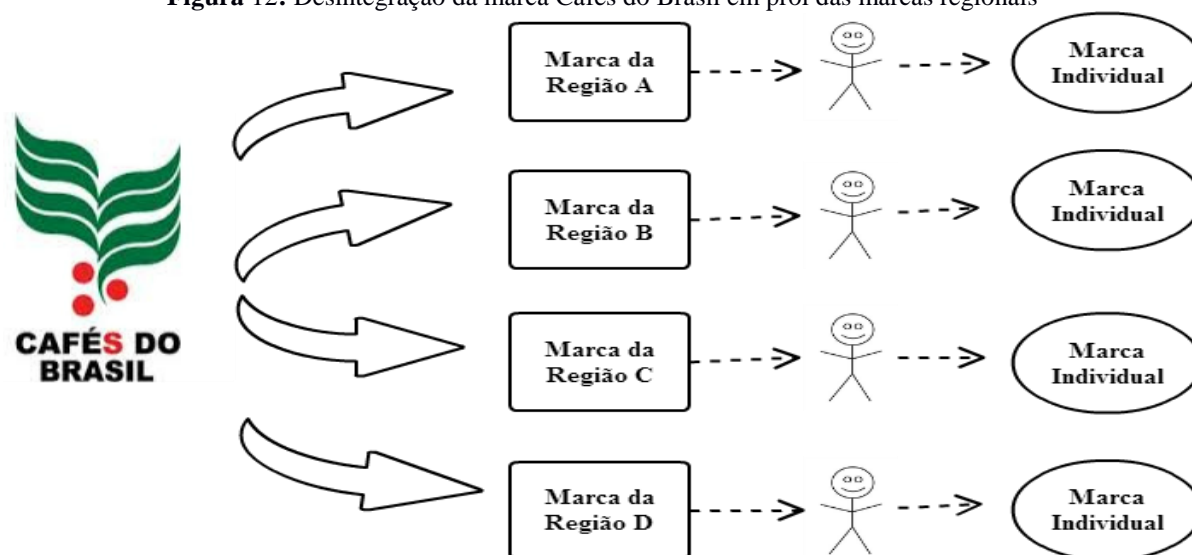 Figura 12: Desintegração da marca Cafés do Brasil em prol das marcas regionais
Marca da
Região A
Marca
Individual
Marca da
Região B
Marca
Individual
CAFÉS DO
BRASIL
Marca da
Região C
Marca
Individual
Marca da
Região D
Marca
Individual